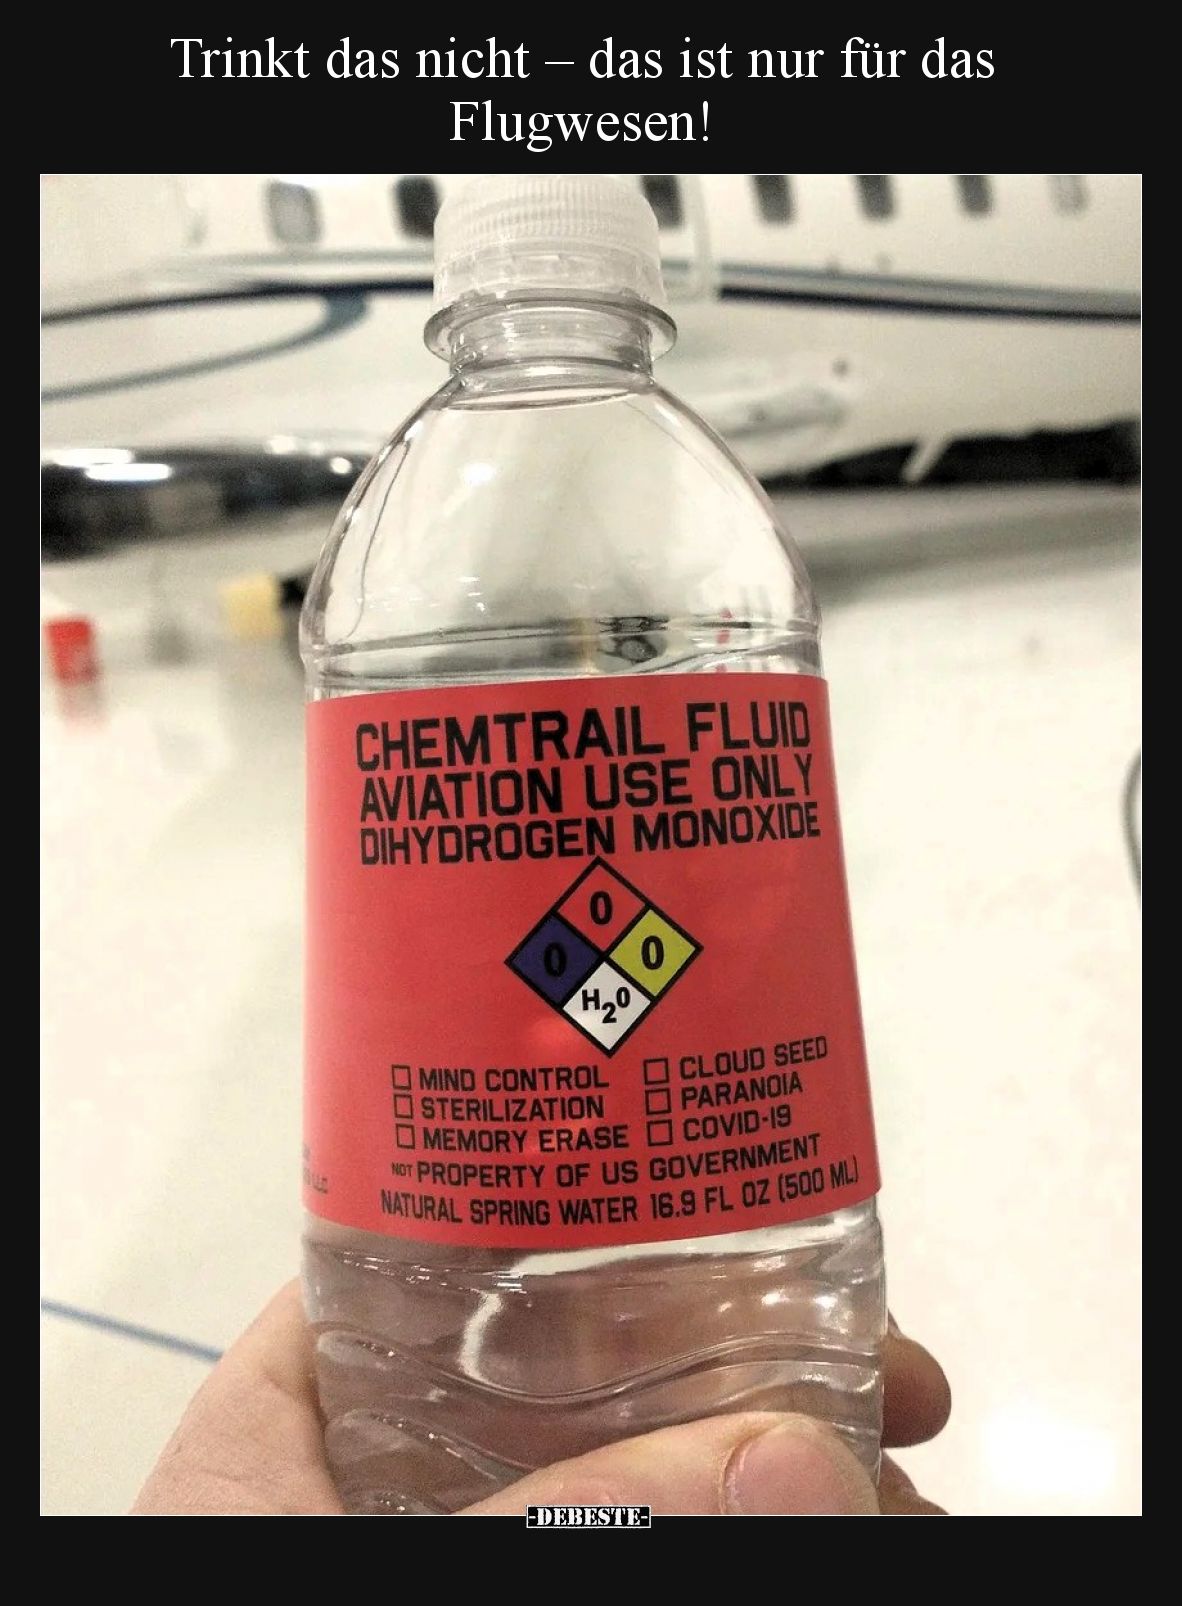 Trinkt das nicht – das ist nur für das
Flugwesen!
CHEMTRAIL FLUID
AVIATION USE ONLY
DIHYDROGEN MONOXIDE
0
0 0
H₂O
☐ MIND CONTROL ☐ CLOUD SEED
☐ STERILIZATION ☐ PARANOIA
☐ MEMORY ERASE ☐ COVID-19
NOT PROPERTY OF US GOVERNMENT
NATURAL SPRING WATER 16.9 FL OZ (500 ML)
LLC
-DEBESTE-